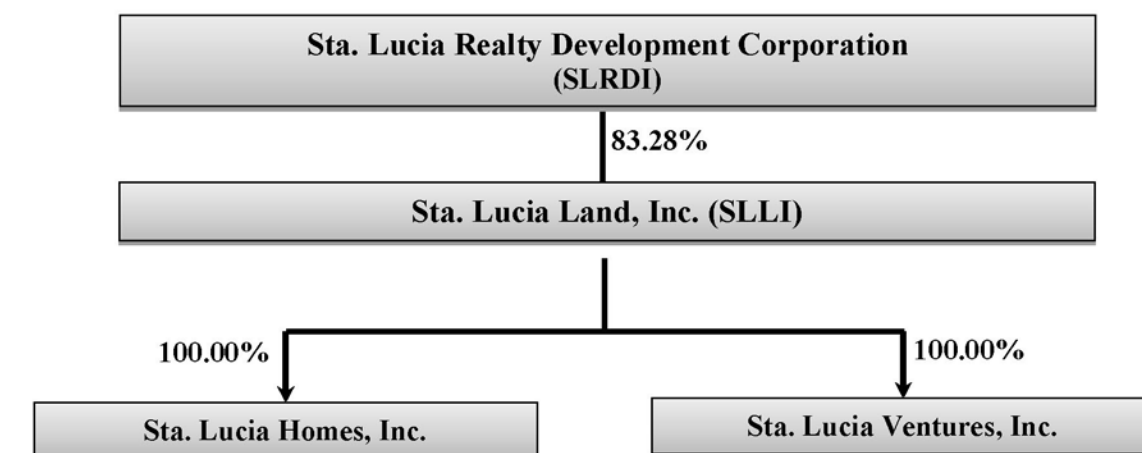 Sta. Lucia Realty Development Corporation
(SLRDI)
83.28%
Sta. Lucia Land, Inc. (SLLI)
100.00%
100.00%
Sta. Lucia Homes, Inc.
Sta. Lucia Ventures, Inc.